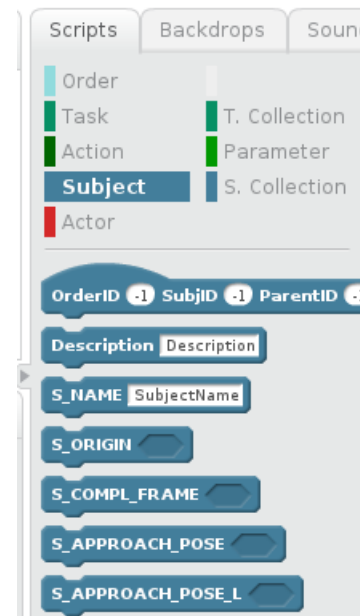 Scripts Backdrops
Order
Task T. Collection
Action Parameter
Subject S. Collection
Actor
OrderID -1 SubjID -1 ParentID
Description Description
S_NAME SubjectName
S_ORIGIN
S_COMPL_FRAME
S_APPROACH_POSE
S_APPROACH_POSE_L